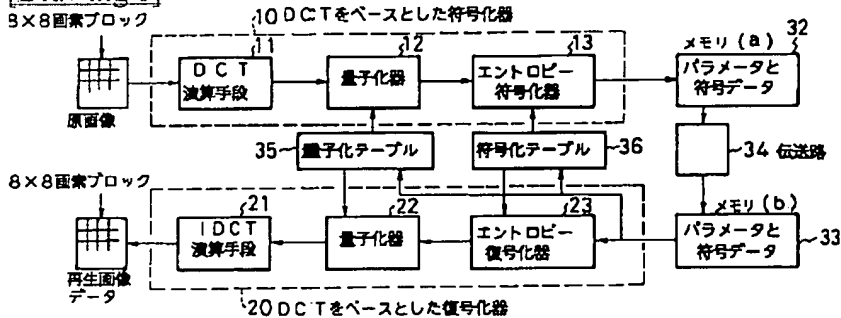 10 DCTをベースとした符号化器
8×8画素ブロック
11
12
13
メモリ (a)
32
DCT
演算手段
量子化器
エントロピー
符号化器
パラメータと
符号データ
原画像
35
量子化テーブル
符号化テーブル
36
34 伝送路
8×8画素ブロック
21
22
23
メモリ (b)
IDCT
演算手段
量子化器
エントロピー
復号化器
パラメータと
符号データ
33
再生画像
データ
20 DCTをベースとした復号化器